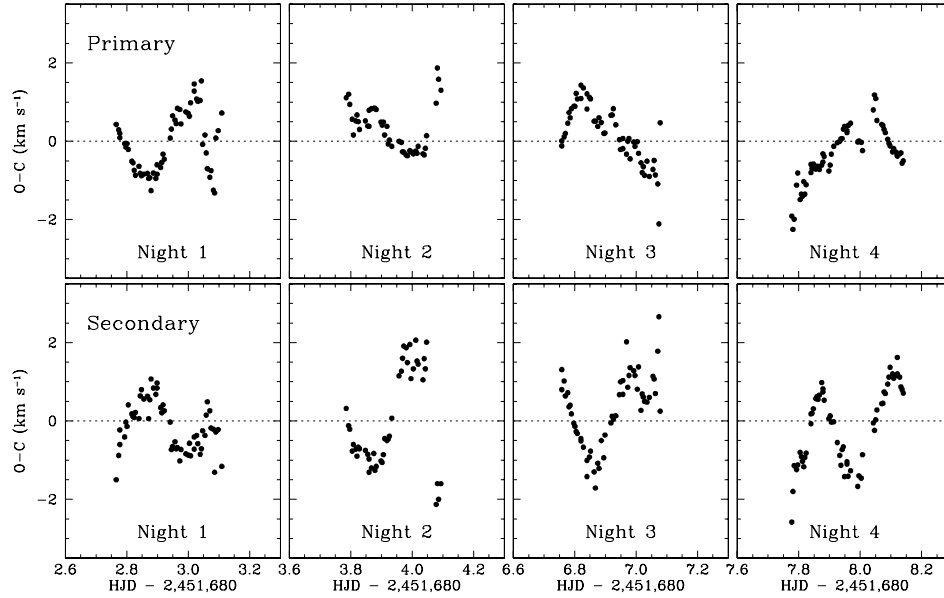 Primary
2
0
−2
O−C (km s⁻¹)
Night 1
Night 2
Night 3
Night 4
Secondary
2
0
−2
O−C (km s⁻¹)
Night 1
Night 2
Night 3
Night 4
2.6 2.8 3.0 3.2 3.6 3.8 4.0 4.2 6.6 6.8 7.0 7.2 7.6 7.8 8.0 8.2
HJD − 2,451,680 HJD − 2,451,680 HJD − 2,451,680 HJD − 2,451,680